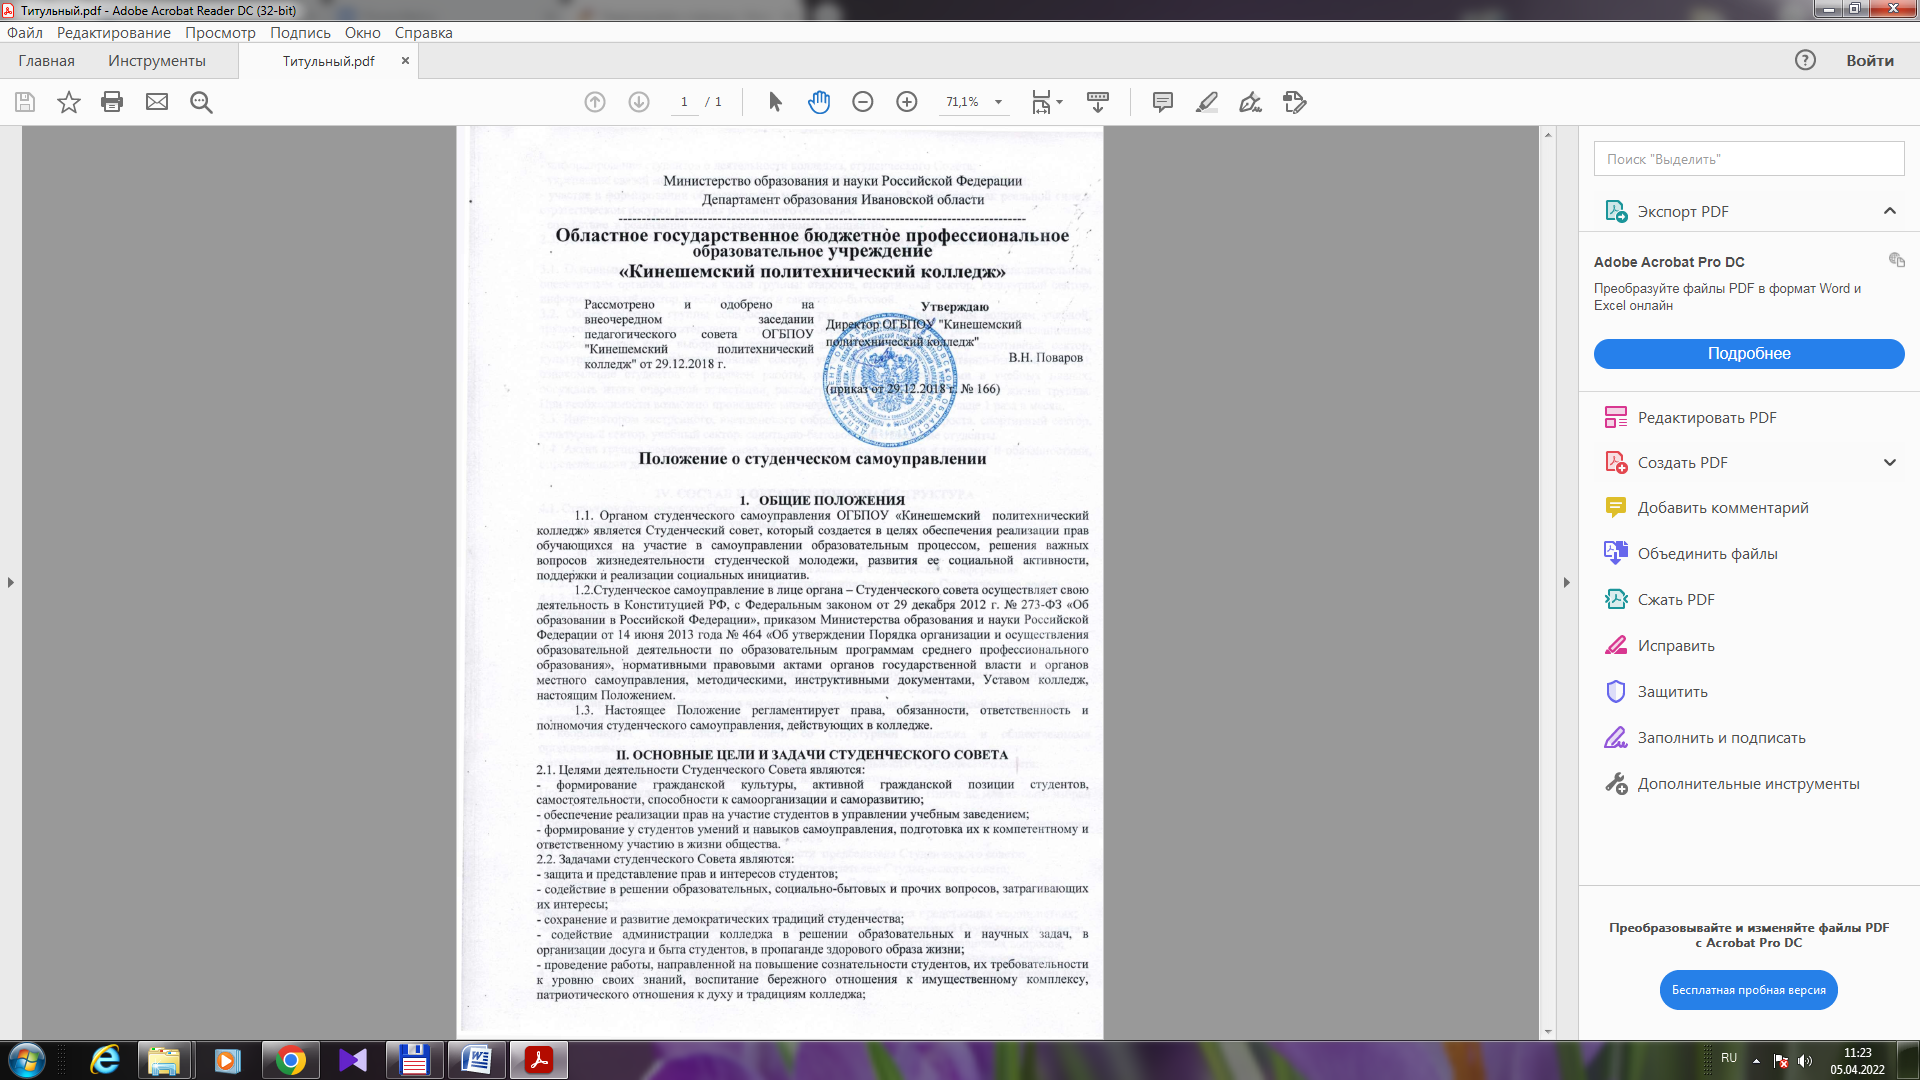 Титульный.pdf - Adobe Acrobat Reader DC (32-bit)
Файл Редактирование Просмотр Подпись Окно Справка
Главная Инструменты Титульный.pdf Войти
1 / 1 71,1%
Министерство образования и науки Российской Федерации
Департамент образования Ивановской области
Областное государственное бюджетное профессиональное
образовательное учреждение
«Кинешемский политехнический колледж»
Рассмотрено и одобрено на
внеочередном заседании
педагогического совета ОГБПОУ
"Кинешемский политехнический
колледж" от 29.12.2018 г.
Утверждаю
Директор ОГБПОУ "Кинешемский
политехнический колледж"
В.Н. Поваров
(приказ от 29.12.2018 г. № 166)
Положение о студенческом самоуправлении
1. ОБЩИЕ ПОЛОЖЕНИЯ
1.1. Органом студенческого самоуправления ОГБПОУ «Кинешемский политехнический
колледж» является Студенческий совет, который создается в целях обеспечения реализации прав
обучающихся на участие в самоуправлении образовательным процессом, решения важных
вопросов жизнедеятельности студенческой молодежи, развития ее социальной активности,
поддержки и реализации социальных инициатив.
1.2.Студенческое самоуправление в лице органа – Студенческого совета осуществляет свою
деятельность в Конституцией РФ, с Федеральным законом от 29 декабря 2012 г. № 273-ФЗ «Об
образовании в Российской Федерации», приказом Министерства образования и науки Российской
Федерации от 14 июня 2013 года № 464 «Об утверждении Порядка организации и осуществления
образовательной деятельности по образовательным программам среднего профессионального
образования», нормативными правовыми актами органов государственной власти и органов
местного самоуправления, методическими, инструктивными документами, Уставом колледж,
настоящим Положением.
1.3. Настоящее Положение регламентирует права, обязанности, ответственность и
полномочия студенческого самоуправления, действующих в колледже.
II. ОСНОВНЫЕ ЦЕЛИ И ЗАДАЧИ СТУДЕНЧЕСКОГО СОВЕТА
2.1. Целями деятельности Студенческого Совета являются:
- формирование гражданской культуры, активной гражданской позиции студентов,
самостоятельности, способности к самоорганизации и саморазвитию;
- обеспечение реализации прав на участие студентов в управлении учебным заведением;
- формирование у студентов умений и навыков самоуправления, подготовка их к компетентному и
ответственному участию в жизни общества.
2.2. Задачами студенческого Совета являются:
- защита и представление прав и интересов студентов;
- содействие в решении образовательных, социально-бытовых и прочих вопросов, затрагивающих
их интересы;
- сохранение и развитие демократических традиций студенчества;
- содействие администрации колледжа в решении образовательных и научных задач, в
организации досуга и быта студентов, в пропаганде здорового образа жизни;
- проведение работы, направленной на повышение сознательности студентов, их требовательности
к уровню своих знаний, воспитание бережного отношения к имущественному комплексу,
патриотического отношения к духу и традициям колледжа;
Поиск "Выделить"
Экспорт PDF
Adobe Acrobat Pro DC
Преобразуйте файлы PDF в формат Word и
Excel онлайн
Подробнее
Редактировать PDF
Создать PDF
Добавить комментарий
Объединить файлы
Сжать PDF
Исправить
Защитить
Заполнить и подписать
Дополнительные инструменты
Преобразовывайте и изменяйте файлы PDF
с Acrobat Pro DC
Бесплатная пробная версия
RU
11:23
05.04.2022